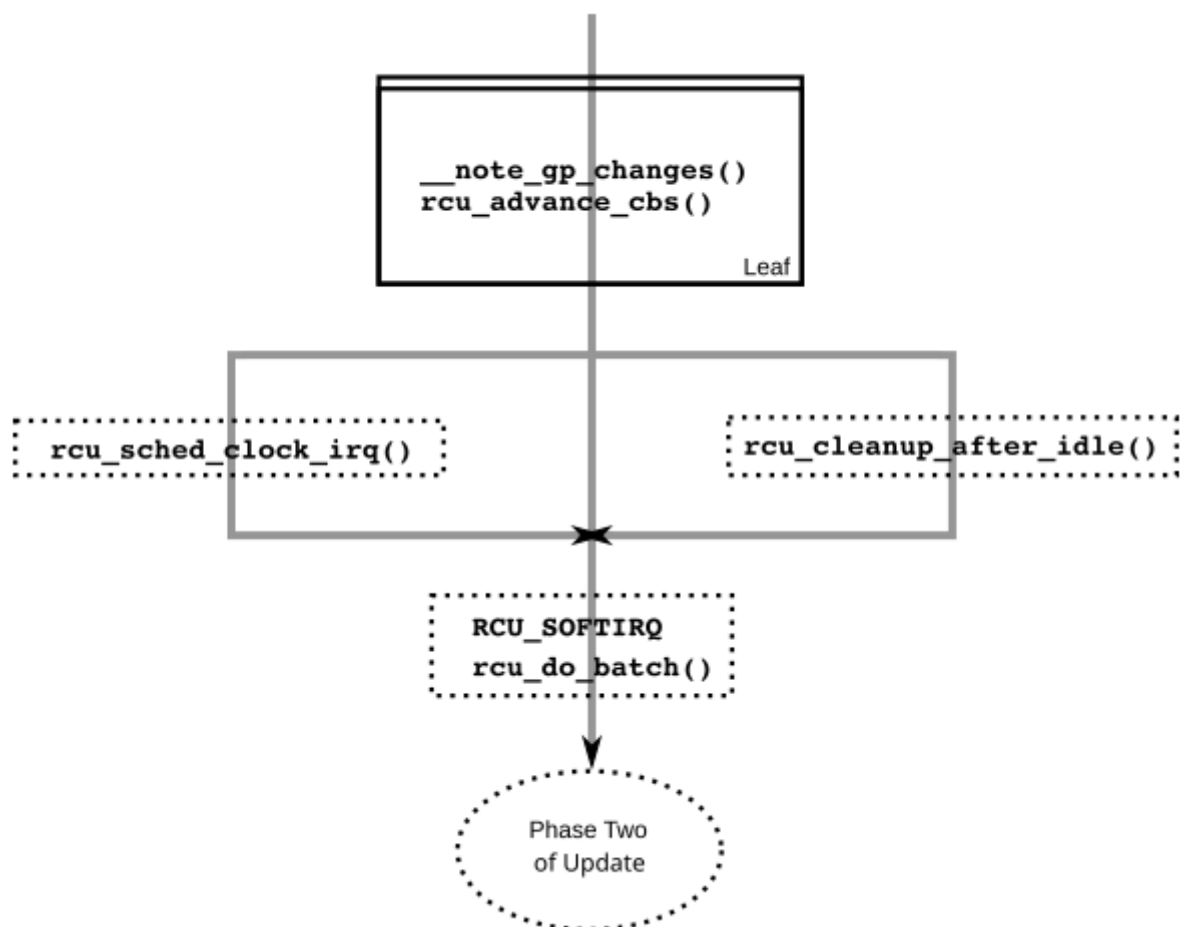 __note_gp_changes()
rcu_advance_cbs()
Leaf
rcu_sched_clock_irq()
rcu_cleanup_after_idle()
RCU_SOFTIRQ
rcu_do_batch()
Phase Two
of Update